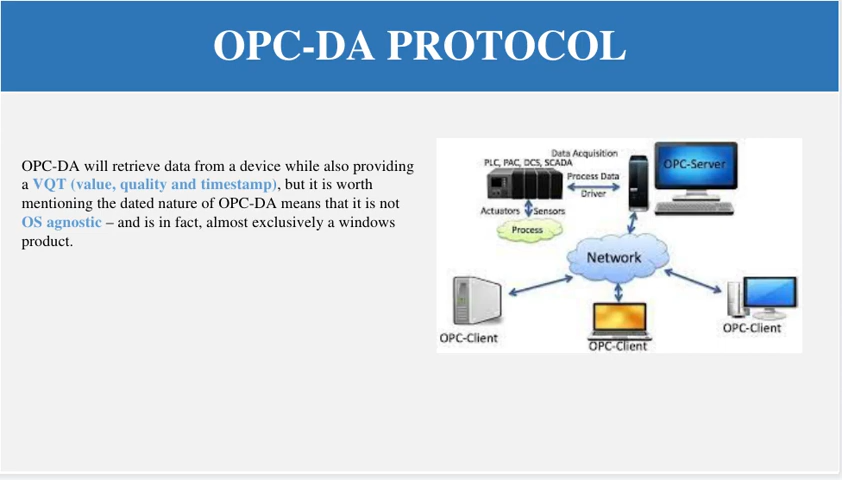 OPC-DA PROTOCOL
OPC-DA will retrieve data from a device while also providing
a VQT (value, quality and timestamp), but it is worth
mentioning the dated nature of OPC-DA means that it is not
OS agnostic – and is in fact, almost exclusively a windows
product.
Data Acquisition
PLC, PAC, DCS, SCADA
OPC-Server
Process Data
Driver
Actuators
Sensors
Process
Network
OPC-Client
OPC-Client
OPC-Client